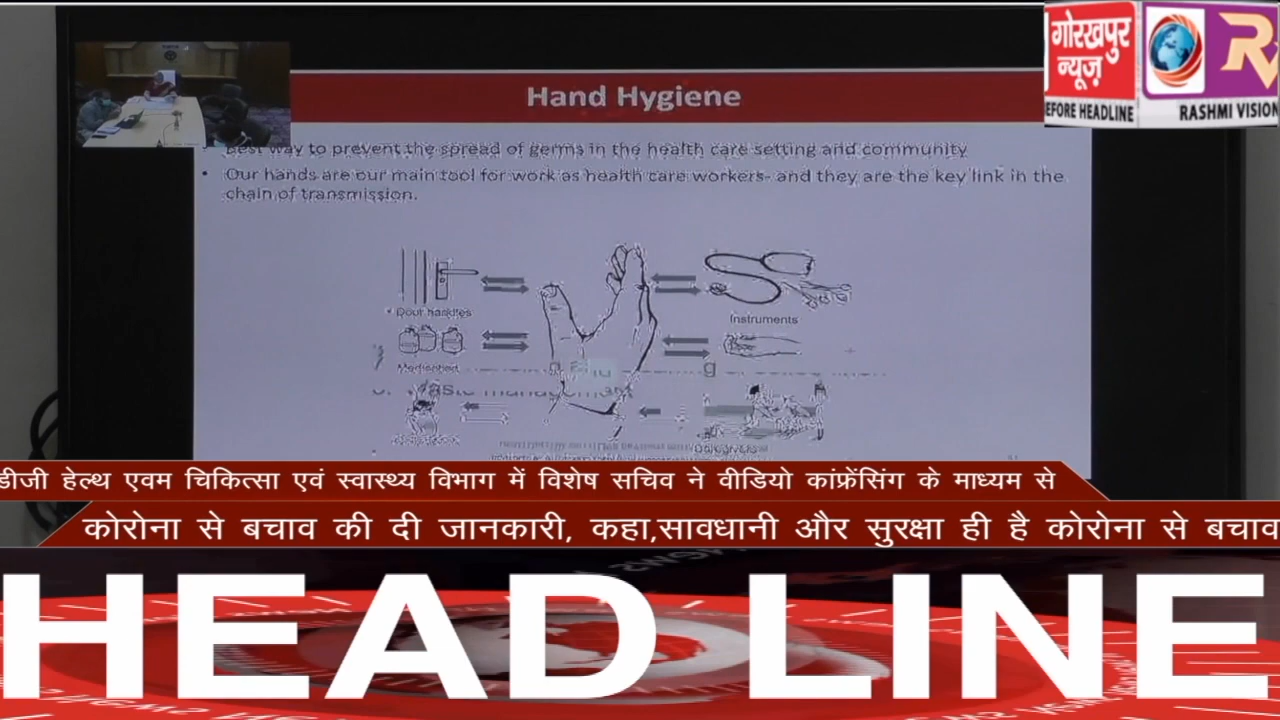 गोरखपुर
न्यूज़
EFORE HEADLINE
R
RASHMI VISION
Hand Hygiene
Best way to prevent the spread of germs in the health care setting and community
• Our hands are our main tool for work as health care workers- and they are the key link in the
chain of transmission.
Door handles
Instruments
Waste management
डीजी हेल्थ एवम चिकित्सा एवं स्वास्थ्य विभाग में विशेष सचिव ने वीडियो कांफ्रेंसिंग के माध्यम से
कोरोना से बचाव की दी जानकारी, कहा,सावधानी और सुरक्षा ही है कोरोना से बचाव
HEAD LINE